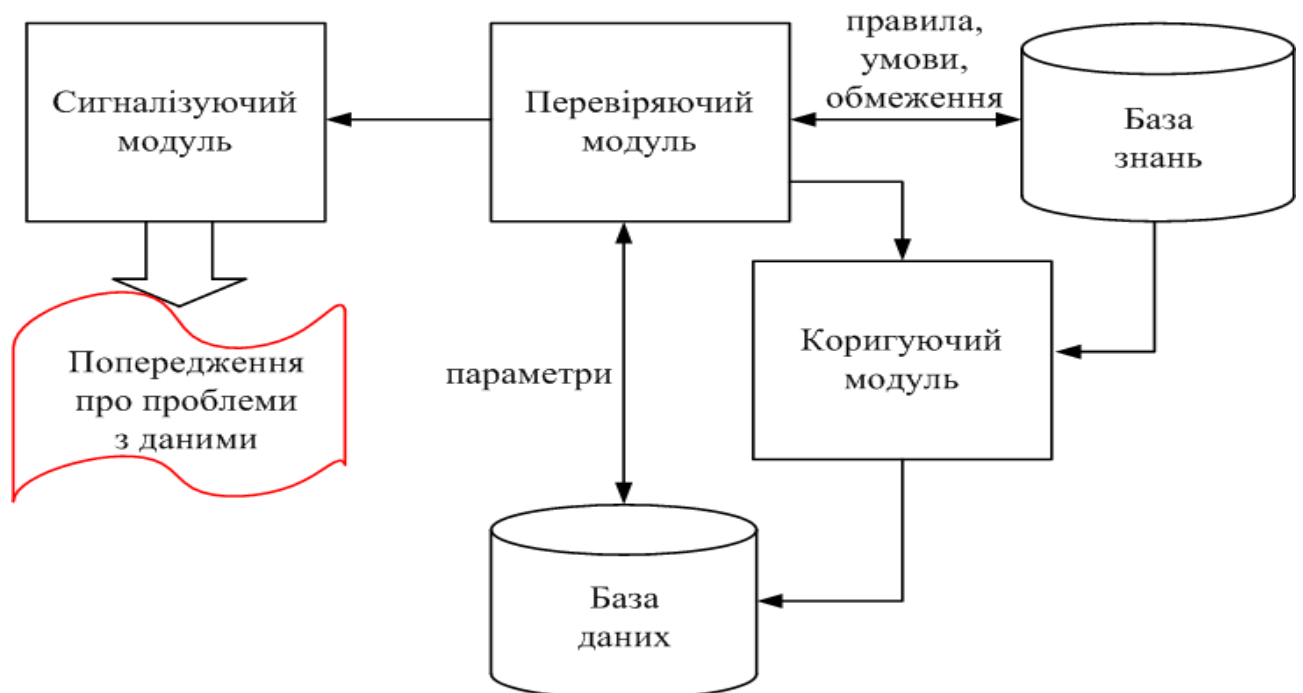 правила,
умови,
обмеження
Сигналізуючий
модуль
Перевіряючий
модуль
База
знань
Коригуючий
модуль
Попередження
про проблеми
з даними
параметри
База
даних